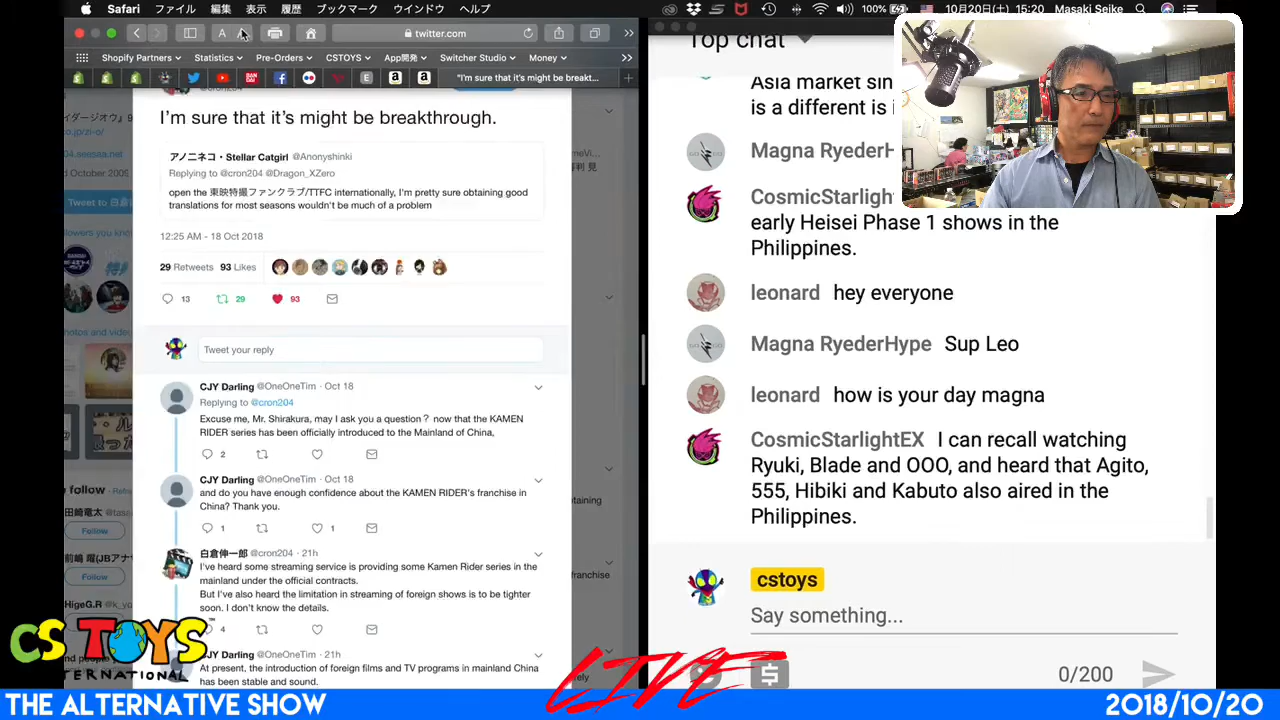 Safari ファイル 編集 表示 履歴 ブックマーク ウインドウ ヘルプ
100% 10月20日(土) 15:20 Masaki Seike
twitter.com
Shopify Partners Statistics Pre-Orders CSTOYS App開発 Switcher Studio Money
"I'm sure that it's might be breakt...
@cron204
I'm sure that it's might be breakthrough.
アノ二ネコ・Stellar Catgirl @Anonyshinki
Replying to @cron204 @Dragon_XZero
open the 東映特撮ファンクラブ/TTFC internationally, I'm pretty sure obtaining good
translations for most seasons wouldn't be much of a problem
12:25 AM - 18 Oct 2018
29 Retweets 93 Likes
13 29 93
Tweet your reply
CJY Darling @OneOneTim · Oct 18
Replying to @cron204
Excuse me, Mr. Shirakura, may I ask you a question？ now that the KAMEN
RIDER series has been officially introduced to the Mainland of China,
2
CJY Darling @OneOneTim · Oct 18
and do you have enough confidence about the KAMEN RIDER's franchise in
China? Thank you.
1 1
白倉伸一郎 @cron204 · 21h
I've heard some streaming service is providing some Kamen Rider series in the
mainland under the official contracts.
But I've also heard the limitation in streaming of foreign shows is to be tighter
soon. I don't know the details.
4
CJY Darling @OneOneTim · 21h
At present, the introduction of foreign films and TV programs in mainland China
has been stable and sound.
Follow
Follow
Top chat
Asia market sin
is a different is i
Magna RyederH
CosmicStarlight
early Heisei Phase 1 shows in the
Philippines.
leonard hey everyone
Magna RyederHype Sup Leo
leonard how is your day magna
CosmicStarlightEX I can recall watching
Ryuki, Blade and OOO, and heard that Agito,
555, Hibiki and Kabuto also aired in the
Philippines.
cstoys
Say something...
0/200
CS TOYS
INTERNATIONAL
LIVE
THE ALTERNATIVE SHOW
2018/10/20